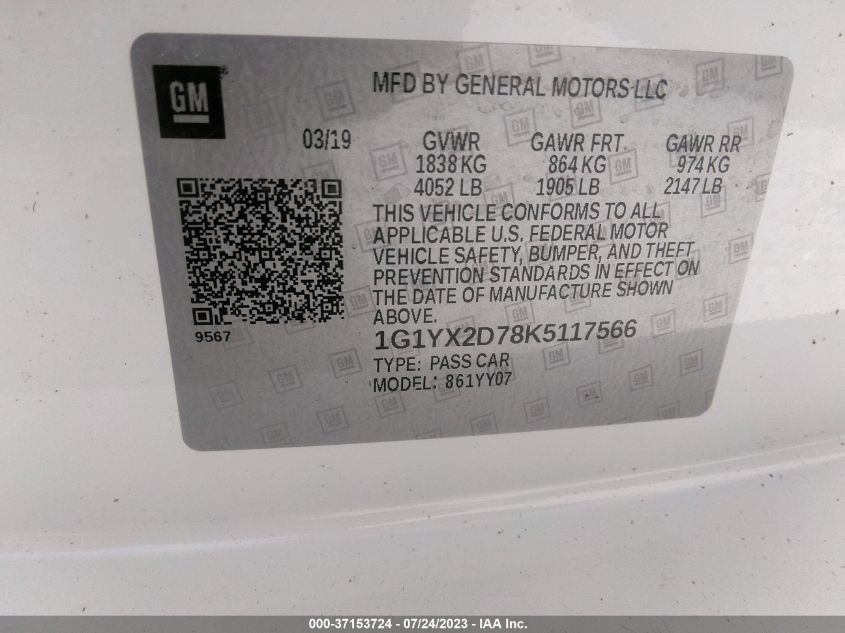 GM
MFD BY GENERAL MOTORS LLC
03/19 GVWR GAWR FRT GAWR RR
1838 KG 864 KG 974 KG
4052 LB 1905 LB 2147 LB
THIS VEHICLE CONFORMS TO ALL
APPLICABLE U.S. FEDERAL MOTOR
VEHICLE SAFETY, BUMPER, AND THEFT
PREVENTION STANDARDS IN EFFECT ON
THE DATE OF MANUFACTURE SHOWN
ABOVE.
9567
1G1YX2D78K5117566
TYPE: PASS CAR
MODEL: 861YY07
000-37153724 - 07/24/2023 - IAA Inc.